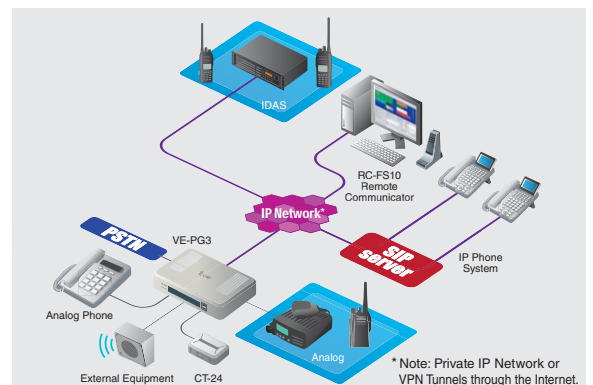 IDAS
RC-FS10
Remote
Communicator
IP Network*
PSTN
VE-PG3
SIP
server
IP Phone
System
Analog Phone
Analog
External Equipment
CT-24
* Note: Private IP Network or
VPN Tunnels through the Internet.